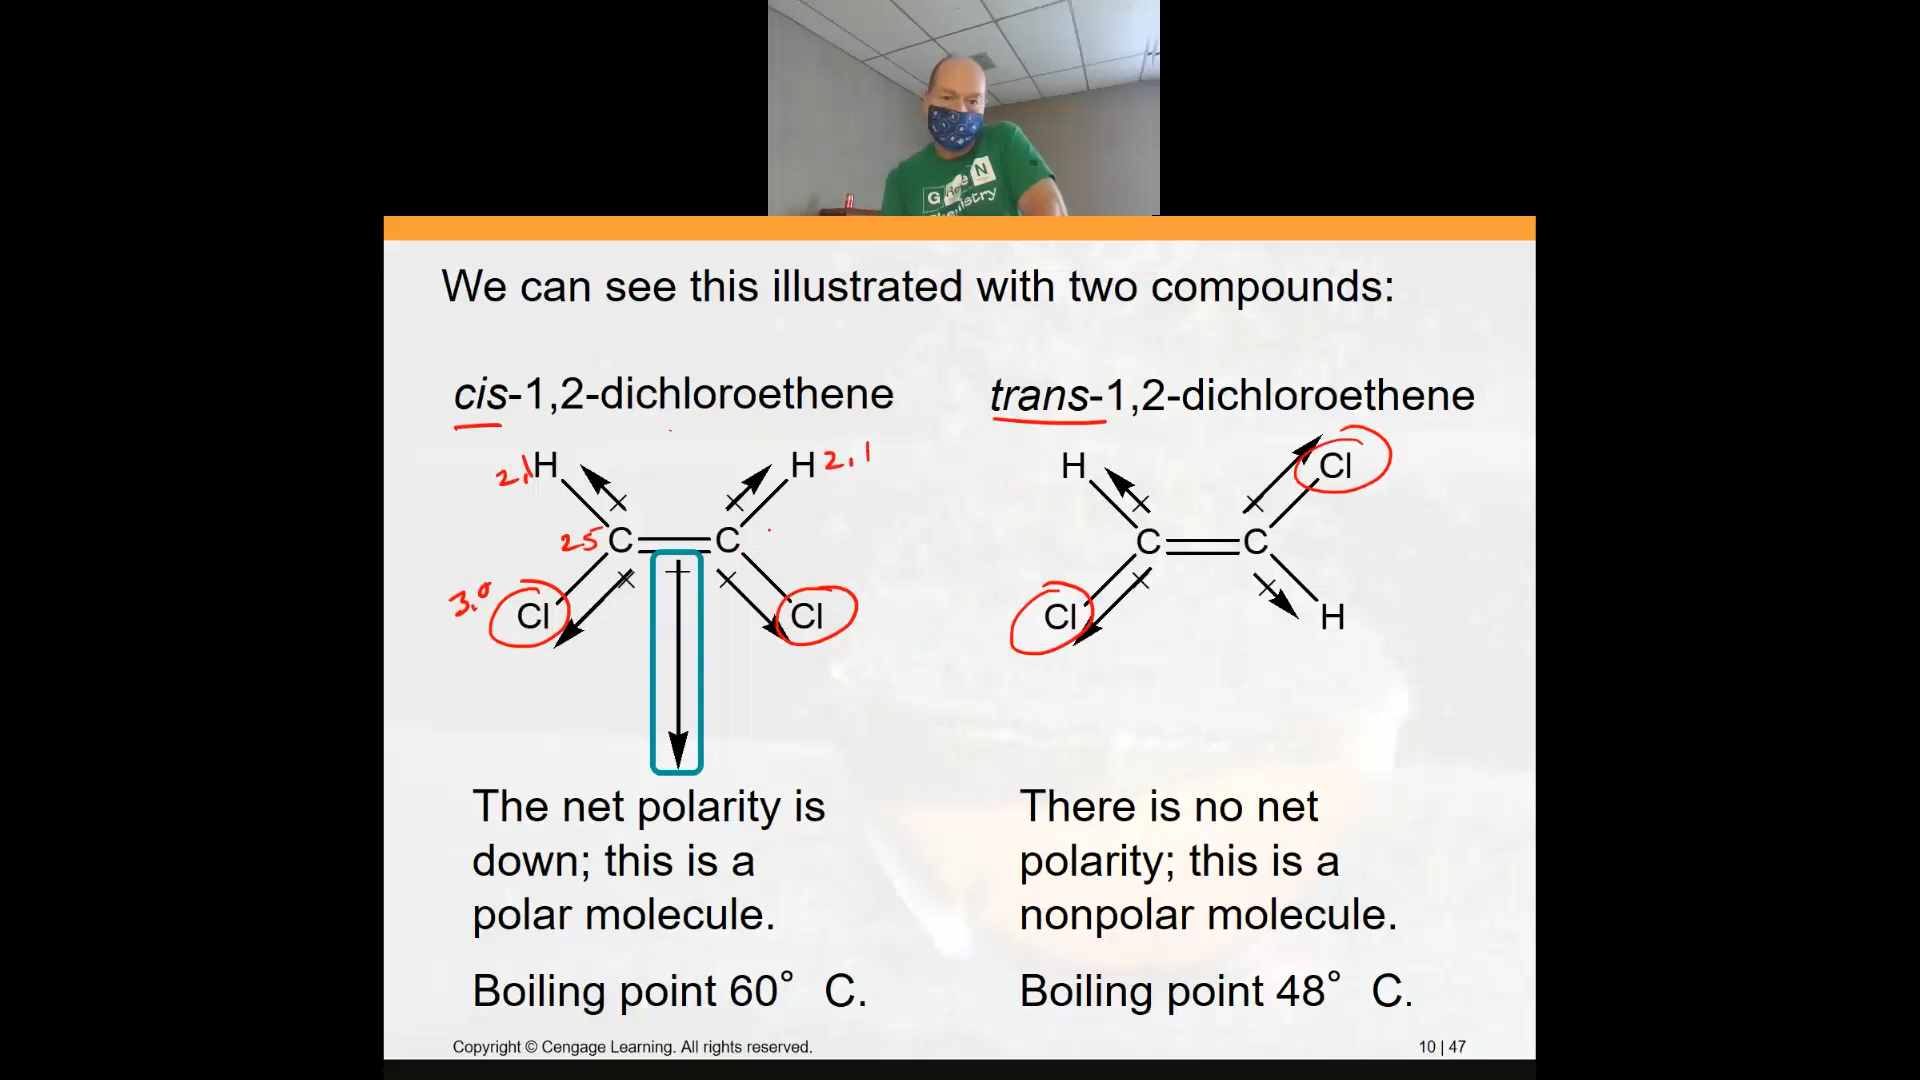 G Re e N
Chemistry
We can see this illustrated with two compounds:
cis-1,2-dichloroethene
trans-1,2-dichloroethene
2.1 H H 2.1
H Cl
25 C C
C C
3.0 Cl Cl
Cl H
The net polarity is
down; this is a
polar molecule.
Boiling point 60° C.
There is no net
polarity; this is a
nonpolar molecule.
Boiling point 48° C.
Copyright © Cengage Learning. All rights reserved.
10 | 47